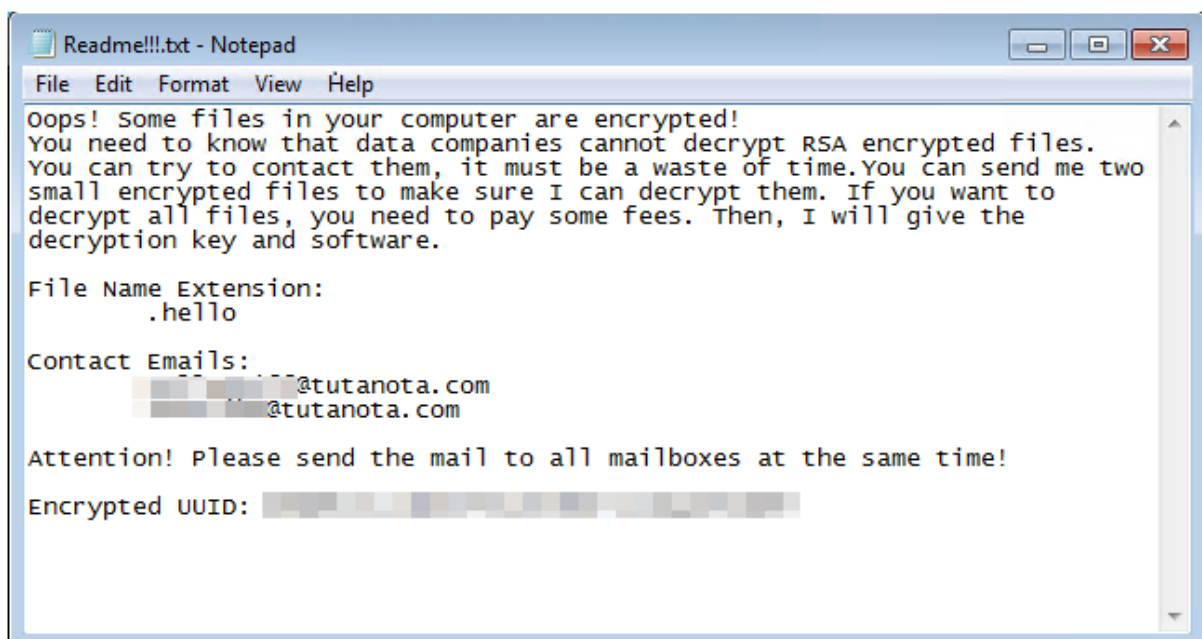 Readme!!!.txt - Notepad
File Edit Format View Help
Oops! Some files in your computer are encrypted!
You need to know that data companies cannot decrypt RSA encrypted files.
You can try to contact them, it must be a waste of time.You can send me two
small encrypted files to make sure I can decrypt them. If you want to
decrypt all files, you need to pay some fees. Then, I will give the
decryption key and software.
File Name Extension:
.hello
Contact Emails:
@tutanota.com
@tutanota.com
Attention! Please send the mail to all mailboxes at the same time!
Encrypted UUID: